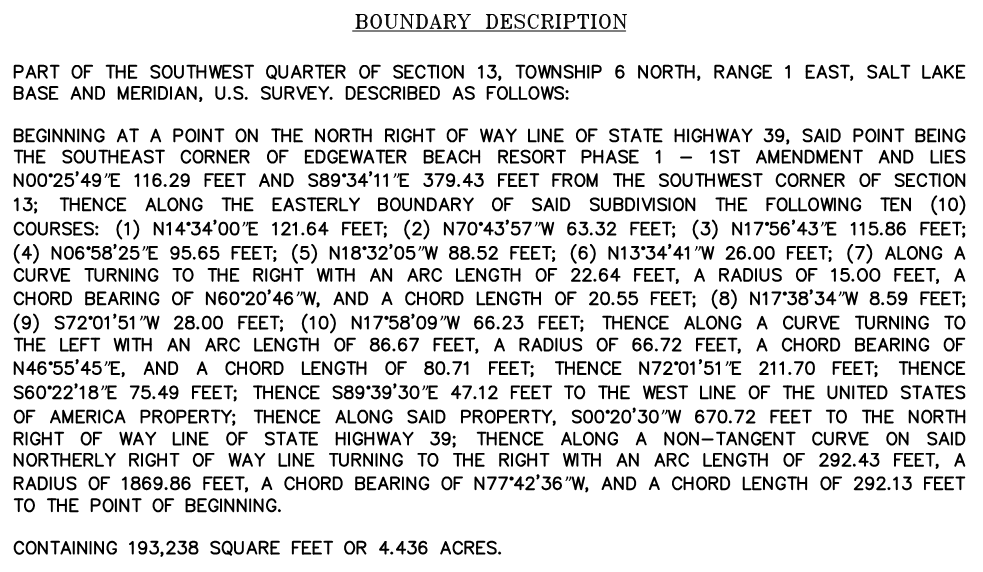 BOUNDARY DESCRIPTION
PART OF THE SOUTHWEST QUARTER OF SECTION 13, TOWNSHIP 6 NORTH, RANGE 1 EAST, SALT LAKE
BASE AND MERIDIAN, U.S. SURVEY. DESCRIBED AS FOLLOWS:
BEGINNING AT A POINT ON THE NORTH RIGHT OF WAY LINE OF STATE HIGHWAY 39, SAID POINT BEING
THE SOUTHEAST CORNER OF EDGEWATER BEACH RESORT PHASE 1 – 1ST AMENDMENT AND LIES
N00°25'49"E 116.29 FEET AND S89°34'11"E 379.43 FEET FROM THE SOUTHWEST CORNER OF SECTION
13; THENCE ALONG THE EASTERLY BOUNDARY OF SAID SUBDIVISION THE FOLLOWING TEN (10)
COURSES: (1) N14°34'00"E 121.64 FEET; (2) N70°43'57"W 63.32 FEET; (3) N17°56'43"E 115.86 FEET;
(4) N06°58'25"E 95.65 FEET; (5) N18°32'05"W 88.52 FEET; (6) N13°34'41"W 26.00 FEET; (7) ALONG A
CURVE TURNING TO THE RIGHT WITH AN ARC LENGTH OF 22.64 FEET, A RADIUS OF 15.00 FEET, A
CHORD BEARING OF N60°20'46"W, AND A CHORD LENGTH OF 20.55 FEET; (8) N17°38'34"W 8.59 FEET;
(9) S72°01'51"W 28.00 FEET; (10) N17°58'09"W 66.23 FEET; THENCE ALONG A CURVE TURNING TO
THE LEFT WITH AN ARC LENGTH OF 86.67 FEET, A RADIUS OF 66.72 FEET, A CHORD BEARING OF
N46°55'45"E, AND A CHORD LENGTH OF 80.71 FEET; THENCE N72°01'51"E 211.70 FEET; THENCE
S60°22'18"E 75.49 FEET; THENCE S89°39'30"E 47.12 FEET TO THE WEST LINE OF THE UNITED STATES
OF AMERICA PROPERTY; THENCE ALONG SAID PROPERTY, S00°20'30"W 670.72 FEET TO THE NORTH
RIGHT OF WAY LINE OF STATE HIGHWAY 39; THENCE ALONG A NON–TANGENT CURVE ON SAID
NORTHERLY RIGHT OF WAY LINE TURNING TO THE RIGHT WITH AN ARC LENGTH OF 292.43 FEET, A
RADIUS OF 1869.86 FEET, A CHORD BEARING OF N77°42'36"W, AND A CHORD LENGTH OF 292.13 FEET
TO THE POINT OF BEGINNING.
CONTAINING 193,238 SQUARE FEET OR 4.436 ACRES.